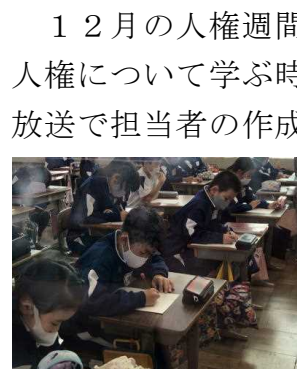 １２月の人権週間
人権について学ぶ時
放送で担当者の作成